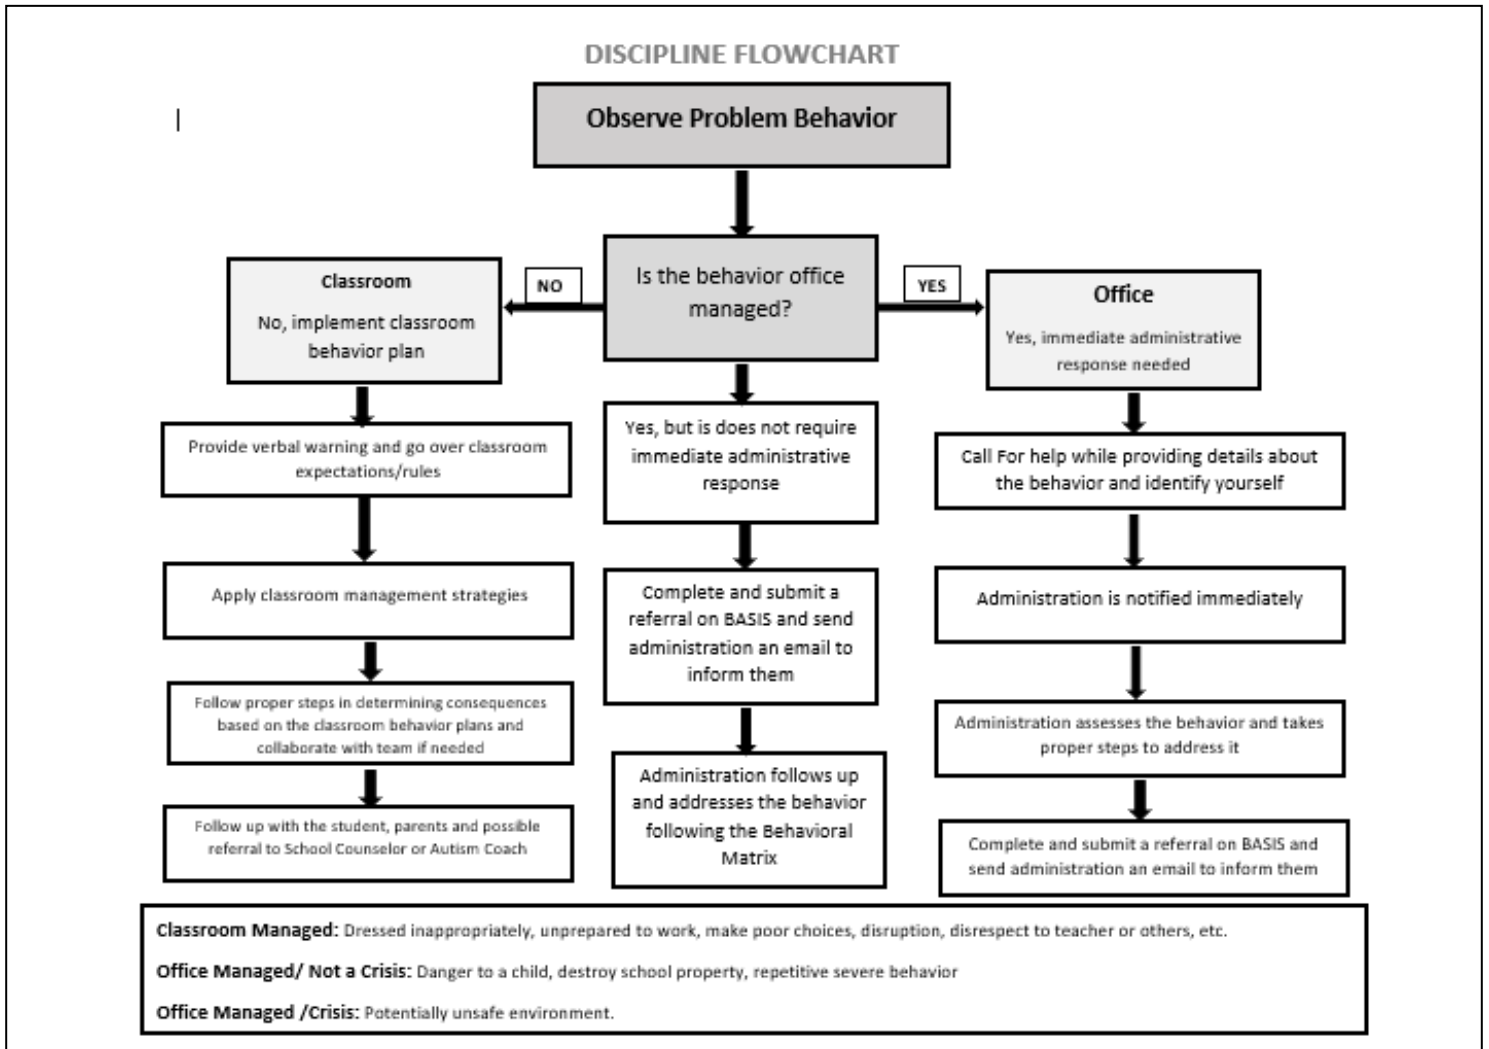 DISCIPLINE FLOWCHART
Observe Problem Behavior
Is the behavior office
managed?
NO
YES
Classroom
No, implement classroom
behavior plan
Provide verbal warning and go over classroom
expectations/rules
Apply classroom management strategies
Follow proper steps in determining consequences
based on the classroom behavior plans and
collaborate with team if needed
Follow up with the student, parents and possible
referral to School Counselor or Autism Coach
Yes, but is does not require
immediate administrative
response
Complete and submit a
referral on BASIS and send
administration an email to
inform them
Administration follows up
and addresses the behavior
following the Behavioral
Matrix
Office
Yes, immediate administrative
response needed
Call For help while providing details about
the behavior and identify yourself
Administration is notified immediately
Administration assesses the behavior and takes
proper steps to address it
Complete and submit a referral on BASIS and
send administration an email to inform them
Classroom Managed: Dressed inappropriately, unprepared to work, make poor choices, disruption, disrespect to teacher or others, etc.
Office Managed/ Not a Crisis: Danger to a child, destroy school property, repetitive severe behavior
Office Managed /Crisis: Potentially unsafe environment.